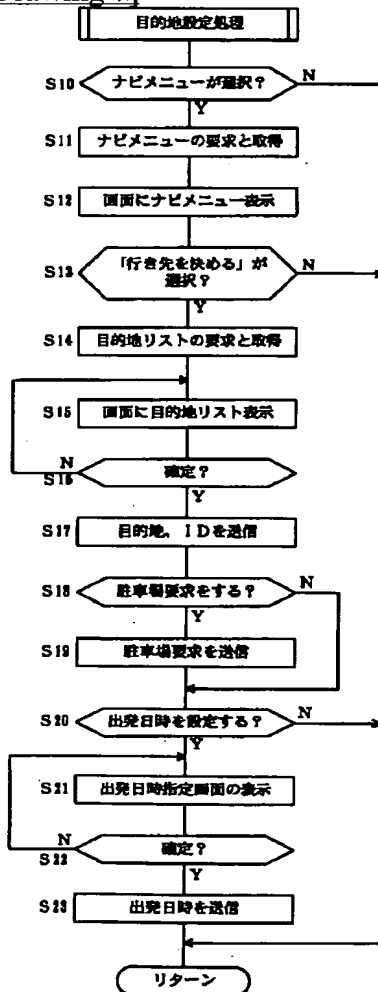 目的地設定処理
S10 ナビメニューが選択? N
Y
S11 ナビメニューの要求と取得
S12 画面にナビメニュー表示
S13 「行き先を決める」が
選択? N
Y
S14 目的地リストの要求と取得
S15 画面に目的地リスト表示
N S16 確定?
Y
S17 目的地、IDを送信
S18 駐車場要求をする? N
Y
S19 駐車場要求を送信
S20 出発日時を設定する? N
Y
S21 出発日時指定画面の表示
N S22 確定?
Y
S23 出発日時を送信
リターン